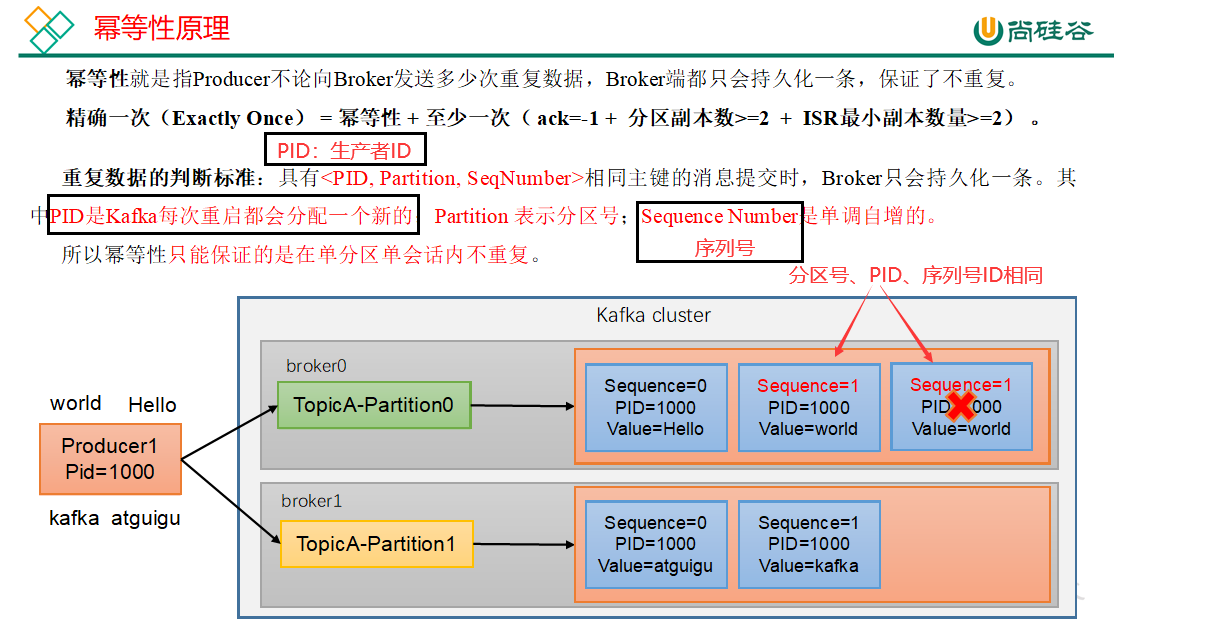 幂等性原理
尚硅谷
幂等性就是指Producer不论向Broker发送多少次重复数据，Broker端都只会持久化一条，保证了不重复。
精确一次（Exactly Once） = 幂等性 + 至少一次（ ack=-1 + 分区副本数>=2 + ISR最小副本数量>=2） 。
PID：生产者ID
重复数据的判断标准：具有<PID, Partition, SeqNumber>相同主键的消息提交时，Broker只会持久化一条。其
中PID是Kafka每次重启都会分配一个新的；Partition 表示分区号；Sequence Number是单调自增的。
序列号
所以幂等性只能保证的是在单分区单会话内不重复。
分区号、PID、序列号ID相同
Kafka cluster
broker0
TopicA-Partition0
Sequence=0
PID=1000
Value=Hello
Sequence=1
PID=1000
Value=world
Sequence=1
PID 000
Value=world
world Hello
Producer1
Pid=1000
kafka atguigu
broker1
TopicA-Partition1
Sequence=0
PID=1000
Value=atguigu
Sequence=1
PID=1000
Value=kafka